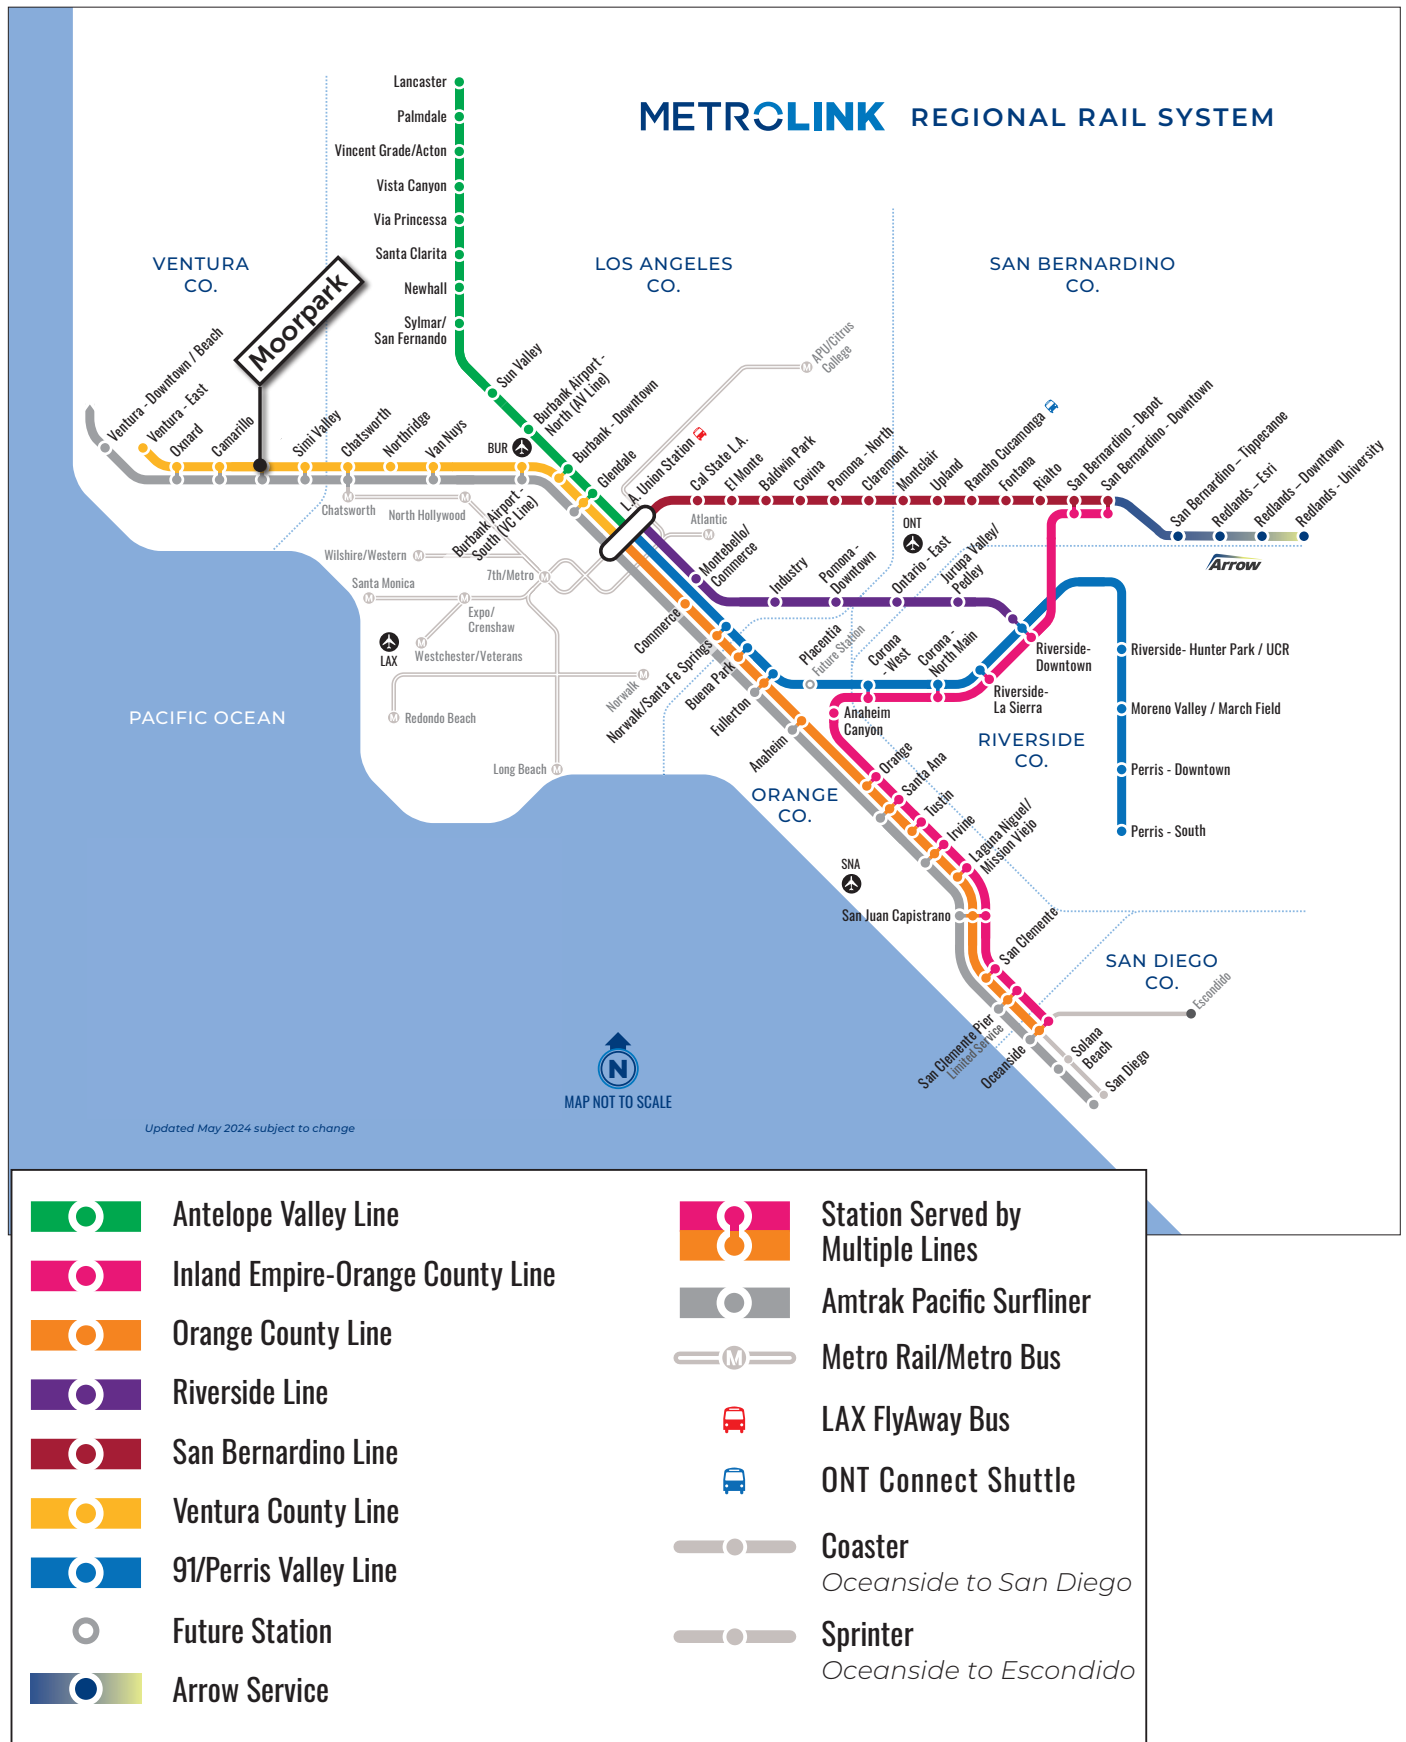 METROLINK REGIONAL RAIL SYSTEM
Lancaster
Palmdale
Vincent Grade/Acton
Vista Canyon
Via Princessa
Santa Clarita
Newhall
Sylmar/
San Fernando
VENTURA
CO.
LOS ANGELES
CO.
SAN BERNARDINO
CO.
Moorpark
Ventura - Downtown / Beach
Ventura - East
Oxnard
Camarillo
Simi Valley
Chatsworth
Northridge
Van Nuys
BUR
Sun Valley
Burbank Airport -
North (AV Line)
Burbank - Downtown
Glendale
L.A. Union Station
M
APU/Citrus
College
Cal State L.A.
El Monte
Baldwin Park
Covina
Pomona - North
Claremont
Montclair
Upland
Rancho Cucamonga
Fontana
Rialto
San Bernardino - Depot
San Bernardino - Downtown
San Bernardino – Tippecanoe
Redlands – Esri
Redlands – Downtown
Redlands - University
Arrow
M
Chatsworth
M
North Hollywood
Burbank Airport -
South (VC Line)
Atlantic
M
Wilshire/Western M
7th/Metro M
Santa Monica
M
M
Expo/
Crenshaw
LAX
M
Westchester/Veterans
M Redondo Beach
Norwalk
M
Long Beach M
Montebello/
Commerce
Industry
Pomona -
Downtown
ONT
Ontario - East
Jurupa Valley/
Pedley
Commerce
Norwalk/Santa Fe Springs
Buena Park
Fullerton
Anaheim
Placentia
Future Station
Corona
- West
Corona -
North Main
Riverside-
Downtown
Riverside-
La Sierra
Riverside- Hunter Park / UCR
Moreno Valley / March Field
Perris - Downtown
Perris - South
Anaheim
Canyon
RIVERSIDE
CO.
PACIFIC OCEAN
ORANGE
CO.
Orange
Santa Ana
Tustin
Irvine
Laguna Niguel/
Mission Viejo
SNA
San Juan Capistrano
San Clemente
SAN DIEGO
CO.
Escondido
San Clemente Pier
Limited Service
Oceanside
Solana
Beach
San Diego
N
MAP NOT TO SCALE
Updated May 2024 subject to change
Antelope Valley Line
Inland Empire-Orange County Line
Orange County Line
Riverside Line
San Bernardino Line
Ventura County Line
91/Perris Valley Line
Future Station
Arrow Service
Station Served by
Multiple Lines
Amtrak Pacific Surfliner
M
Metro Rail/Metro Bus
LAX FlyAway Bus
ONT Connect Shuttle
Coaster
Oceanside to San Diego
Sprinter
Oceanside to Escondido